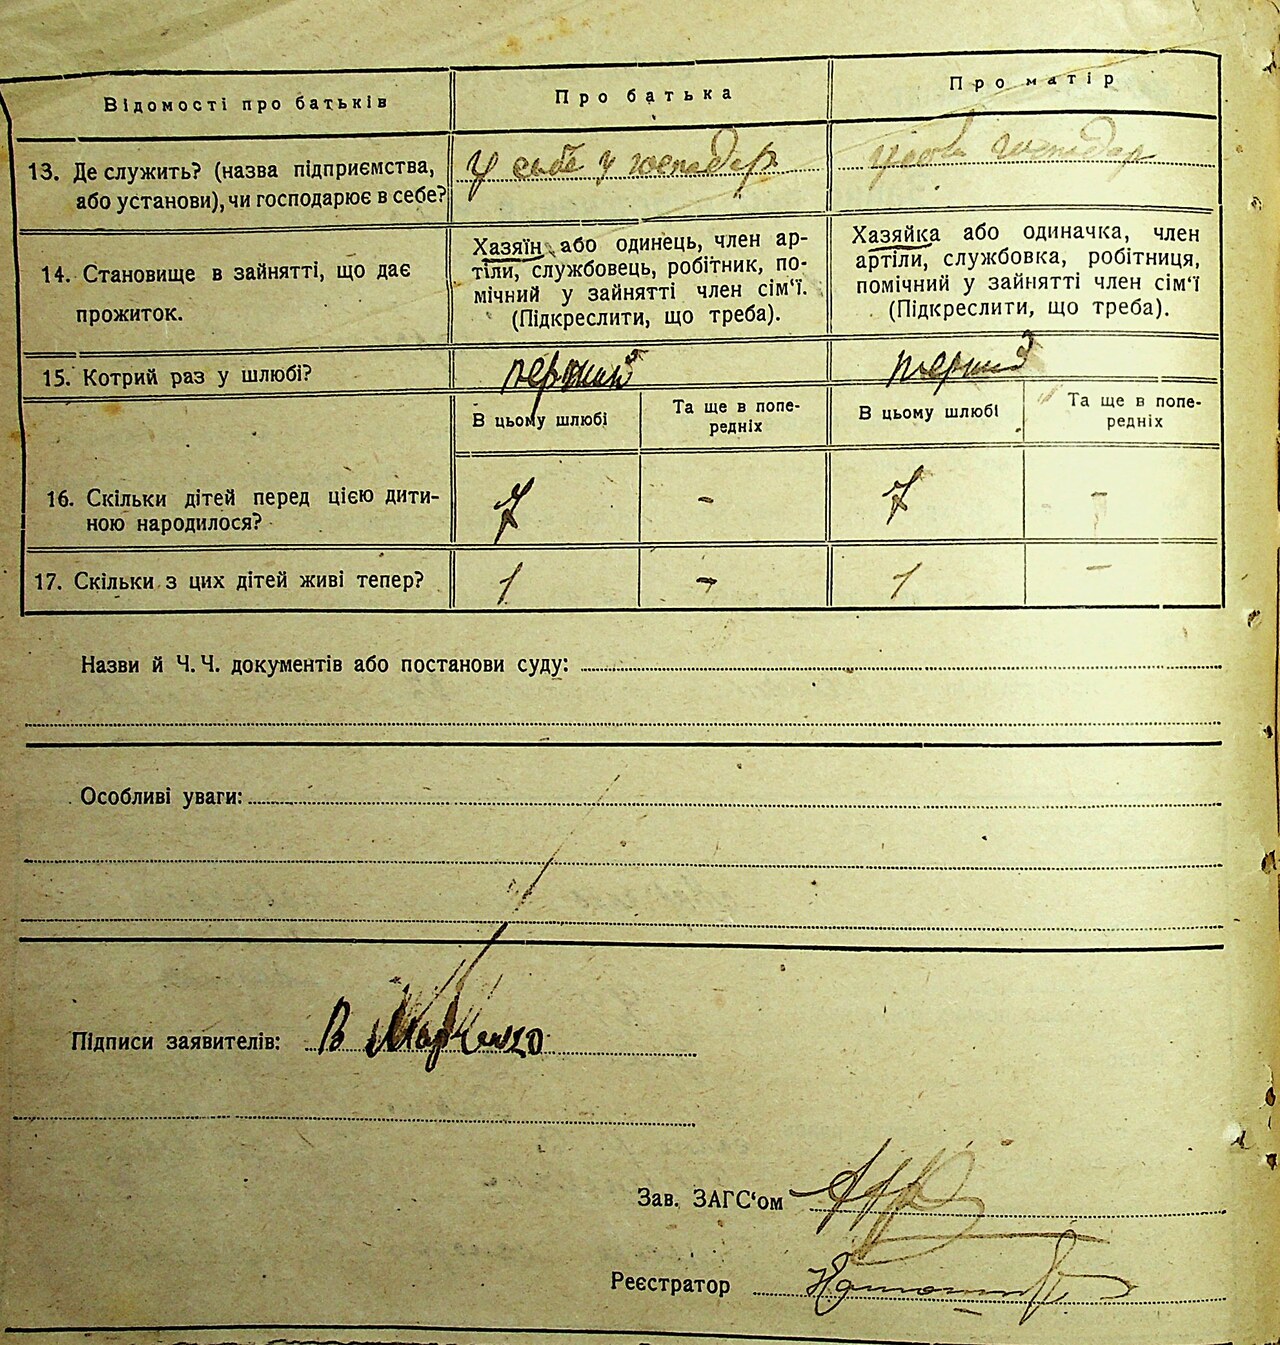 Відомості про батьків
Про батька
Про матір
13. Де служить? (назва підприємства,
або установи), чи господарює в себе?
У себе у господар
господар
14. Становище в зайнятті, що дає
прожиток.
Хазяїн або одинець, член ар-
тіли, службовець, робітник, по-
мічний у зайнятті член сім‘ї.
(Підкреслити, що треба).
Хазяйка або одиначка, член
артіли, службовка, робітниця,
помічний у зайнятті член сім‘ї
(Підкреслити, що треба).
15. Котрий раз у шлюбі?
первий
первий
В цьому шлюбі
Та ще в попе-
редніх
В цьому шлюбі
Та ще в попе-
редніх
16. Скільки дітей перед цією дити-
ною народилося?
7
-
7
-
17. Скільки з цих дітей живі тепер?
1
-
1
-
Назви й Ч. Ч. документів або постанови суду:
Особливі уваги:
Підписи заявителів: В Марченко
Зав. ЗАГС‘ом
Реєстратор